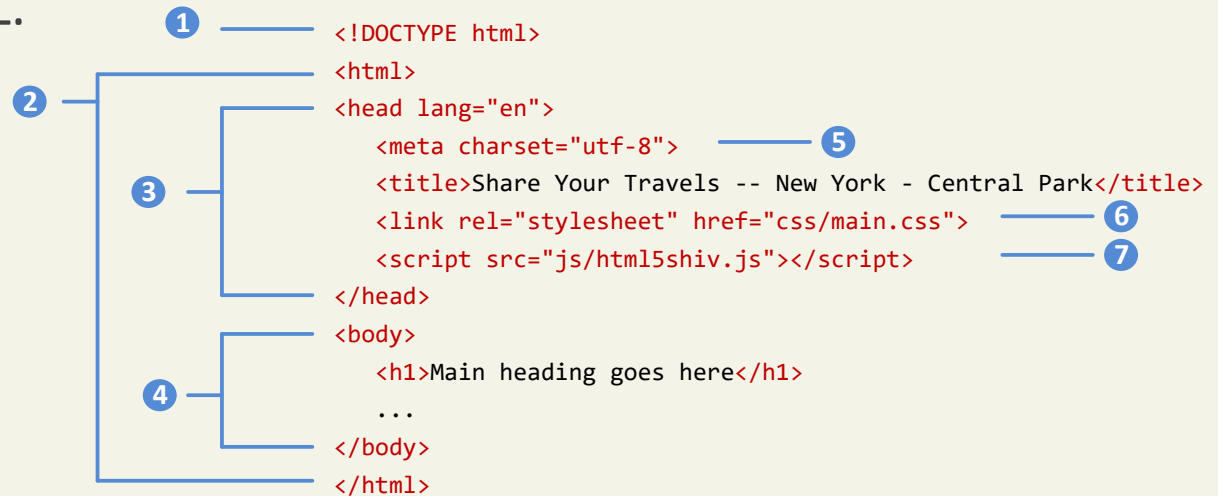 1 <!DOCTYPE html>
<html>
2
<head lang="en">
<meta charset="utf-8"> 5
3 <title>Share Your Travels -- New York - Central Park</title>
<link rel="stylesheet" href="css/main.css"> 6
<script src="js/html5shiv.js"></script> 7
</head>
<body>
<h1>Main heading goes here</h1>
4 ...
</body>
</html>